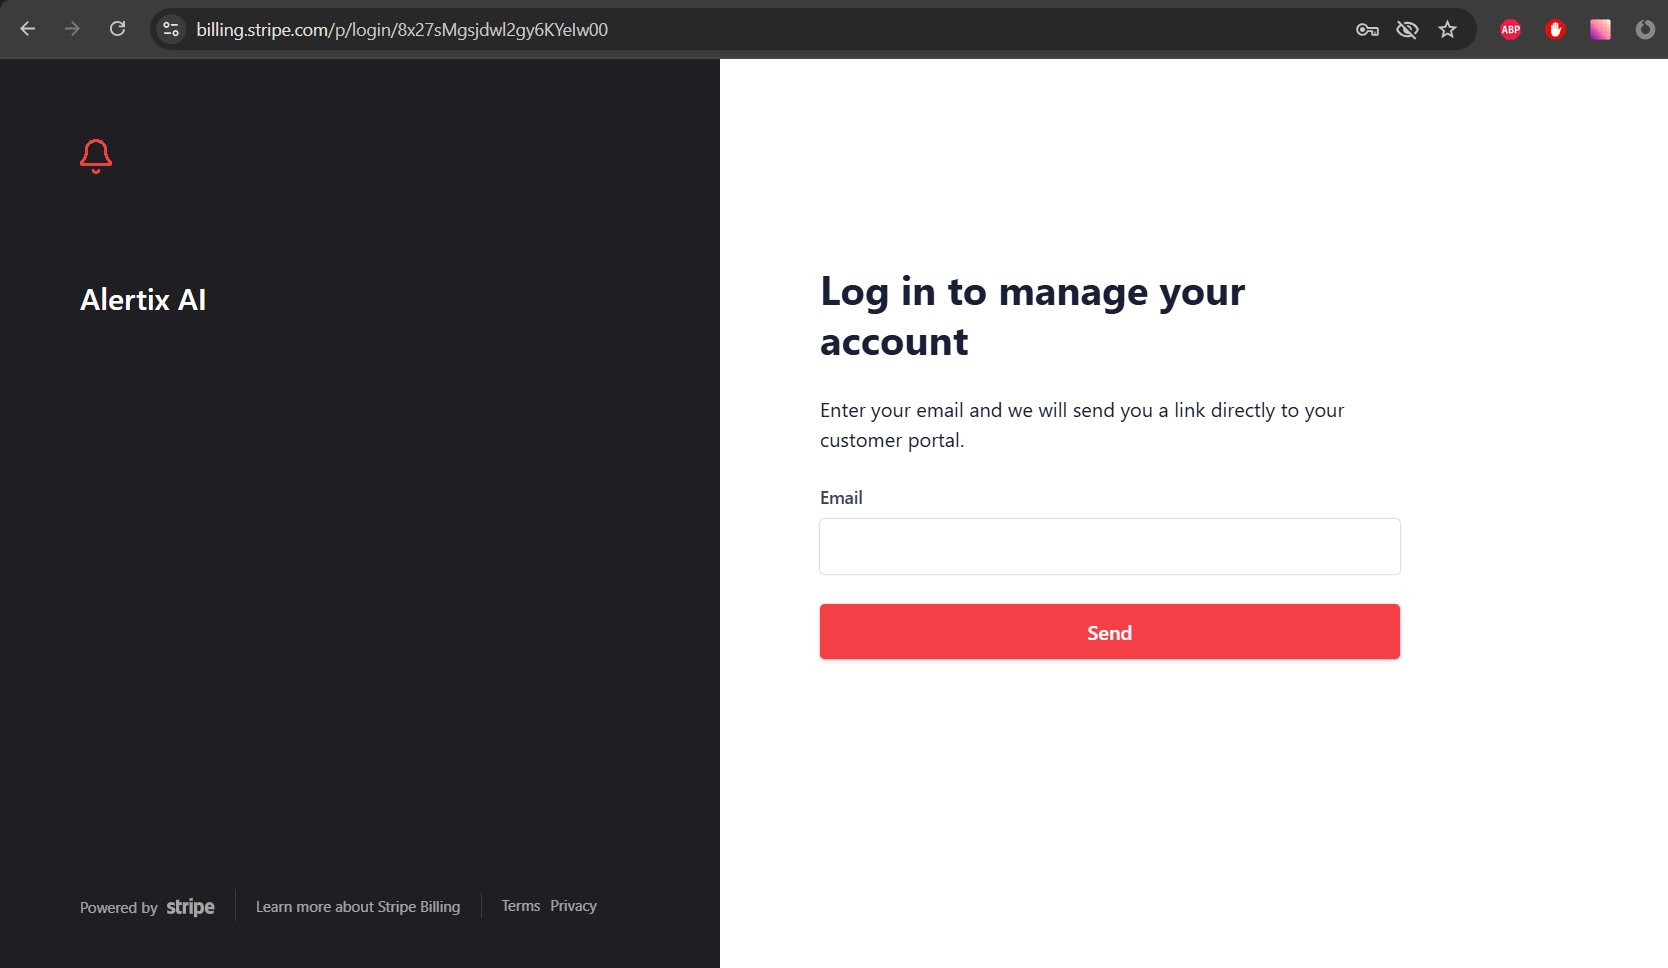 billing.stripe.com/p/login/8x27sMgsjdwl2gy6KYeIw00
ABP
Alertix AI
Log in to manage your
account
Enter your email and we will send you a link directly to your
customer portal.
Email
Send
Powered by stripe
Learn more about Stripe Billing
Terms Privacy